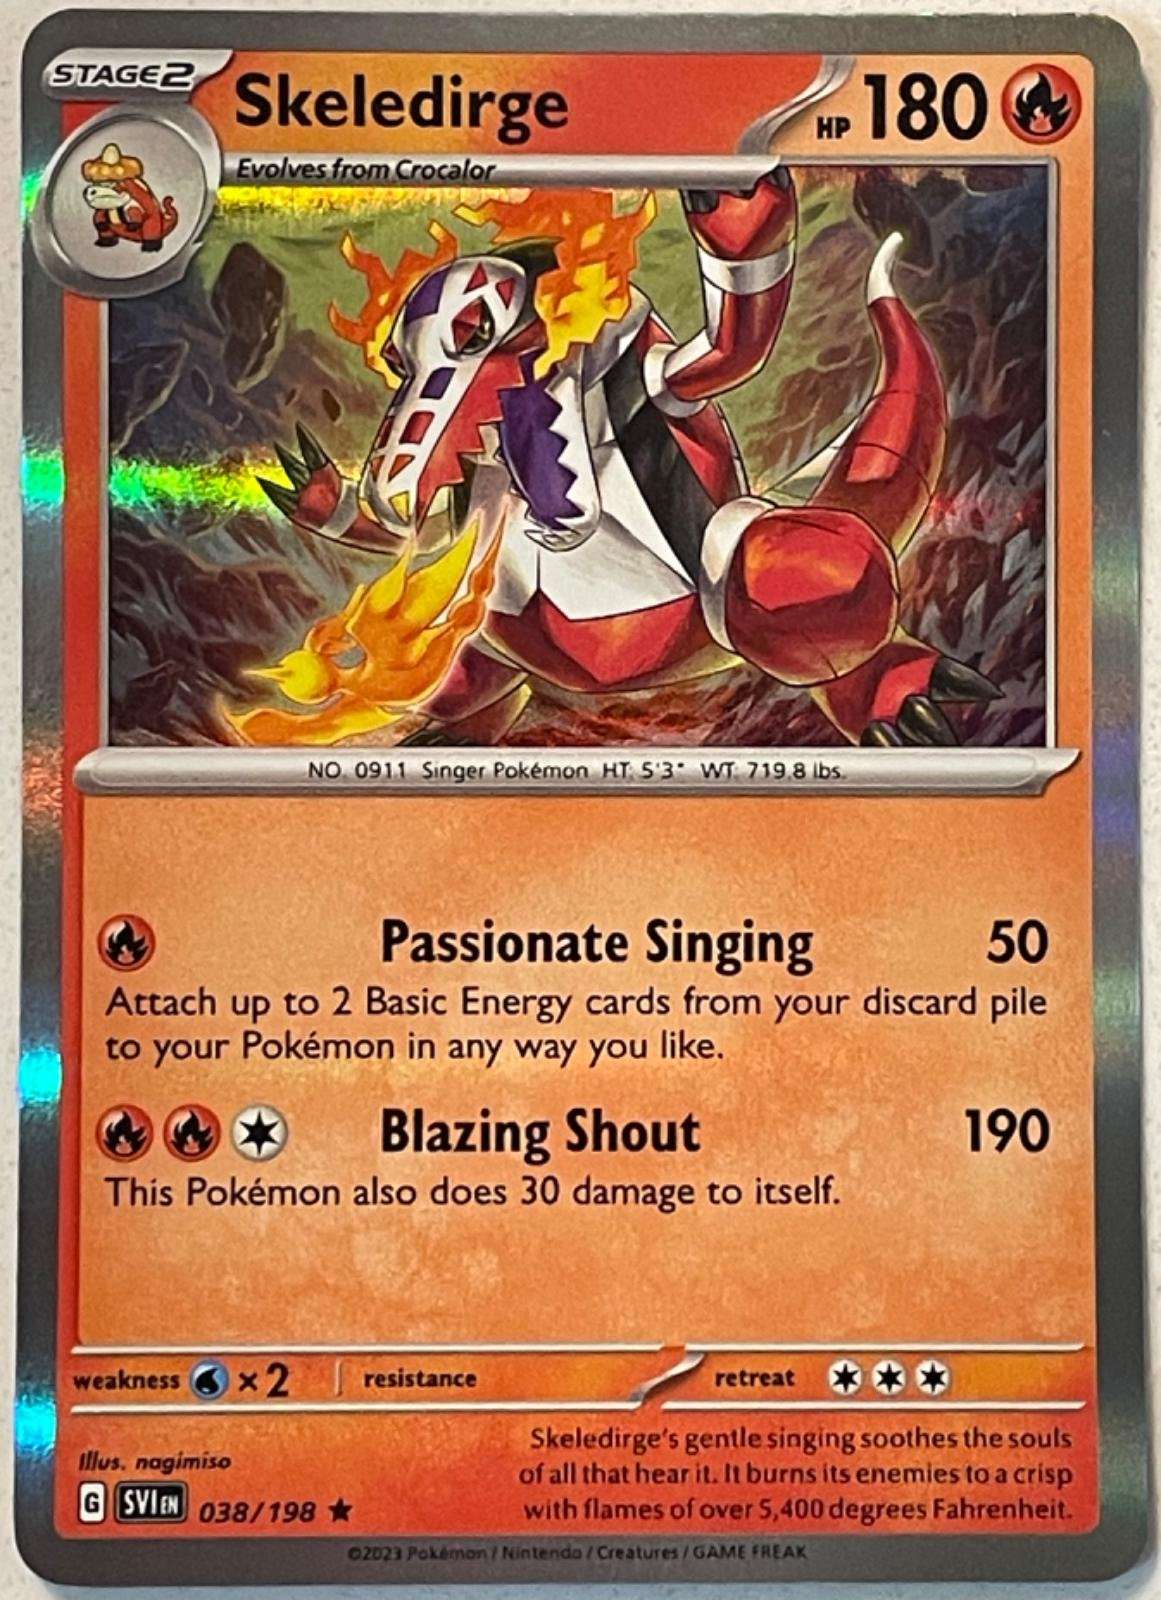 STAGE2
Skeledirge
HP 180
Evolves from Crocalor
NO. 0911 Singer Pokémon HT: 5'3" WT: 719.8 lbs.
Passionate Singing 50
Attach up to 2 Basic Energy cards from your discard pile
to your Pokémon in any way you like.
Blazing Shout 190
This Pokémon also does 30 damage to itself.
weakness ×2 resistance retreat
Skeledirge's gentle singing soothes the souls
of all that hear it. It burns its enemies to a crisp
with flames of over 5,400 degrees Fahrenheit.
Illus. nagimiso
G SVI EN 038/198 ★
©2023 Pokémon / Nintendo / Creatures / GAME FREAK